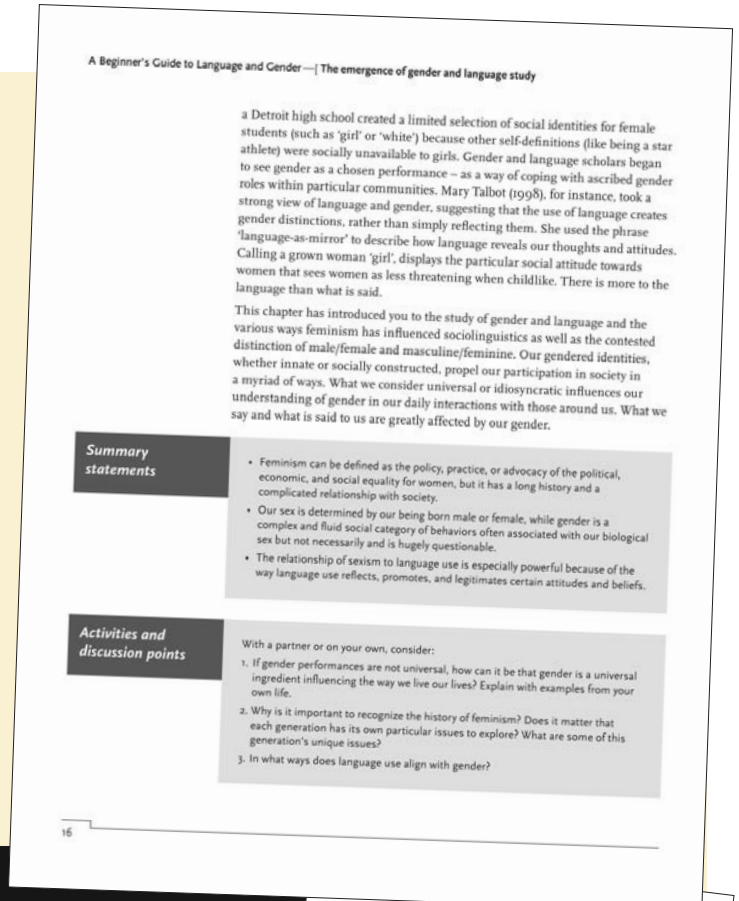 A Beginner's Guide to Language and Gender—| The emergence of gender and language study
a Detroit high school created a limited selection of social identities for female
students (such as 'girl' or 'white') because other self-definitions (like being a star
athlete) were socially unavailable to girls. Gender and language scholars began
to see gender as a chosen performance – as a way of coping with ascribed gender
roles within particular communities. Mary Talbot (1998), for instance, took a
strong view of language and gender, suggesting that the use of language creates
gender distinctions, rather than simply reflecting them. She used the phrase
'language-as-mirror' to describe how language reveals our thoughts and attitudes.
Calling a grown woman 'girl', displays the particular social attitude towards
women that sees women as less threatening when childlike. There is more to the
language than what is said.
This chapter has introduced you to the study of gender and language and the
various ways feminism has influenced sociolinguistics as well as the contested
distinction of male/female and masculine/feminine. Our gendered identities,
whether innate or socially constructed, propel our participation in society in
a myriad of ways. What we consider universal or idiosyncratic influences our
understanding of gender in our daily interactions with those around us. What we
say and what is said to us are greatly affected by our gender.
Summary
statements
• Feminism can be defined as the policy, practice, or advocacy of the political,
economic, and social equality for women, but it has a long history and a
complicated relationship with society.
• Our sex is determined by our being born male or female, while gender is a
complex and fluid social category of behaviors often associated with our biological
sex but not necessarily and is hugely questionable.
• The relationship of sexism to language use is especially powerful because of the
way language use reflects, promotes, and legitimates certain attitudes and beliefs.
Activities and
discussion points
With a partner or on your own, consider:
1. If gender performances are not universal, how can it be that gender is a universal
ingredient influencing the way we live our lives? Explain with examples from your
own life.
2. Why is it important to recognize the history of feminism? Does it matter that
each generation has its own particular issues to explore? What are some of this
generation's unique issues?
3. In what ways does language use align with gender?
16